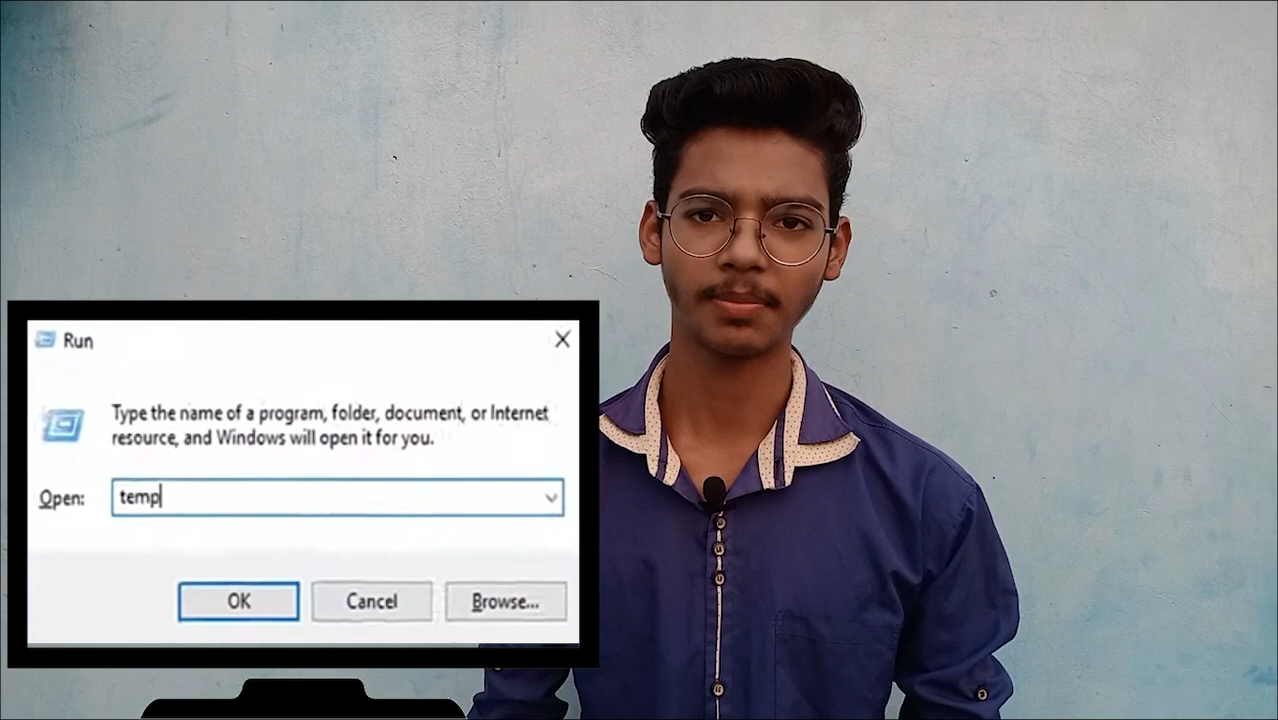 Run
Type the name of a program, folder, document, or Internet
resource, and Windows will open it for you.
Open: temp
OK Cancel Browse...